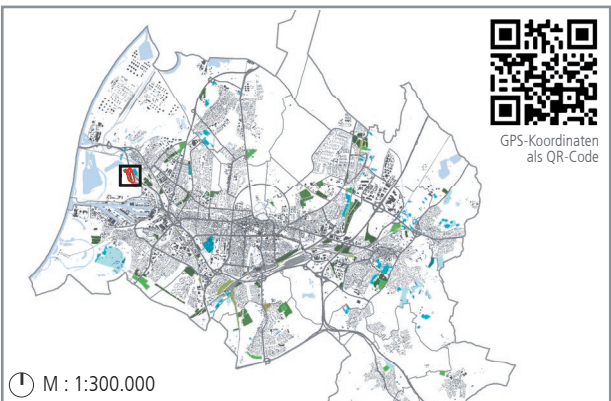 GPS-Koordinaten
als QR-Code
M : 1:300.000